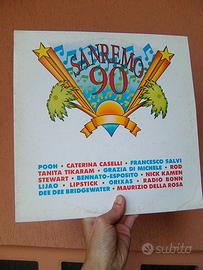 SANREMO
90
POOH • CATERINA CASELLI • FRANCESCO SALVI
TANITA TIKARAM • GRAZIA DI MICHELE • ROD
STEWART • BENNATO-ESPOSITO • NICK KAMEN
LIJAO • LIPSTICK • ORIXAS • RADIO BONN
DEE DEE BRIDGEWATER • MAURIZIO DELLA ROSA
subito